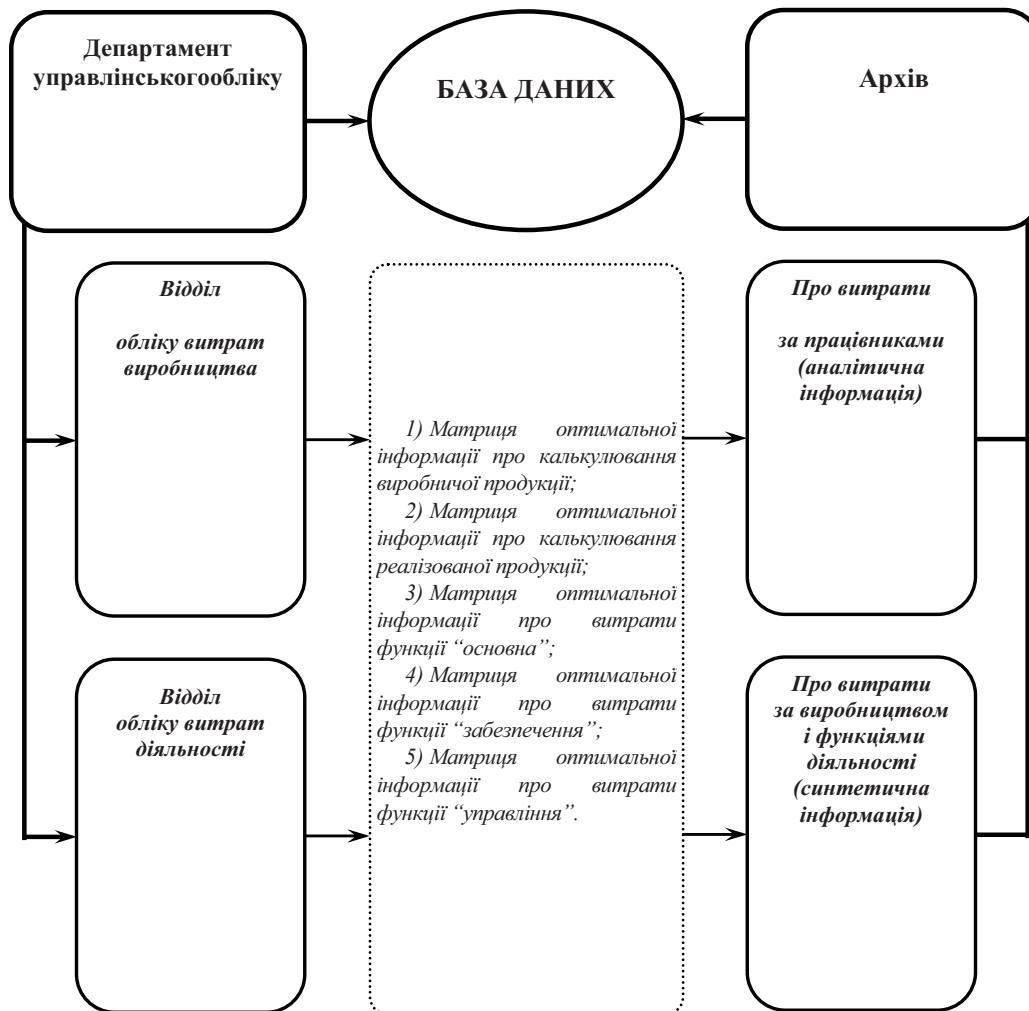 Департамент
управлінськогообліку
БАЗА ДАНИХ
Архів
Відділ
обліку витрат
виробництва
Про витрати
за працівниками
(аналітична
інформація)
1) Матриця оптимальної
інформації про калькулювання
виробничої продукції;
2) Матриця оптимальної
інформації про калькулювання
реалізованої продукції;
3) Матриця оптимальної
інформації про витрати
функції “основна”;
4) Матриця оптимальної
інформації про витрати
функції “забезпечення”;
5) Матриця оптимальної
інформації про витрати
функції “управління”.
Відділ
обліку витрат
діяльності
Про витрати
за виробництвом
і функціями
діяльності
(синтетична
інформація)